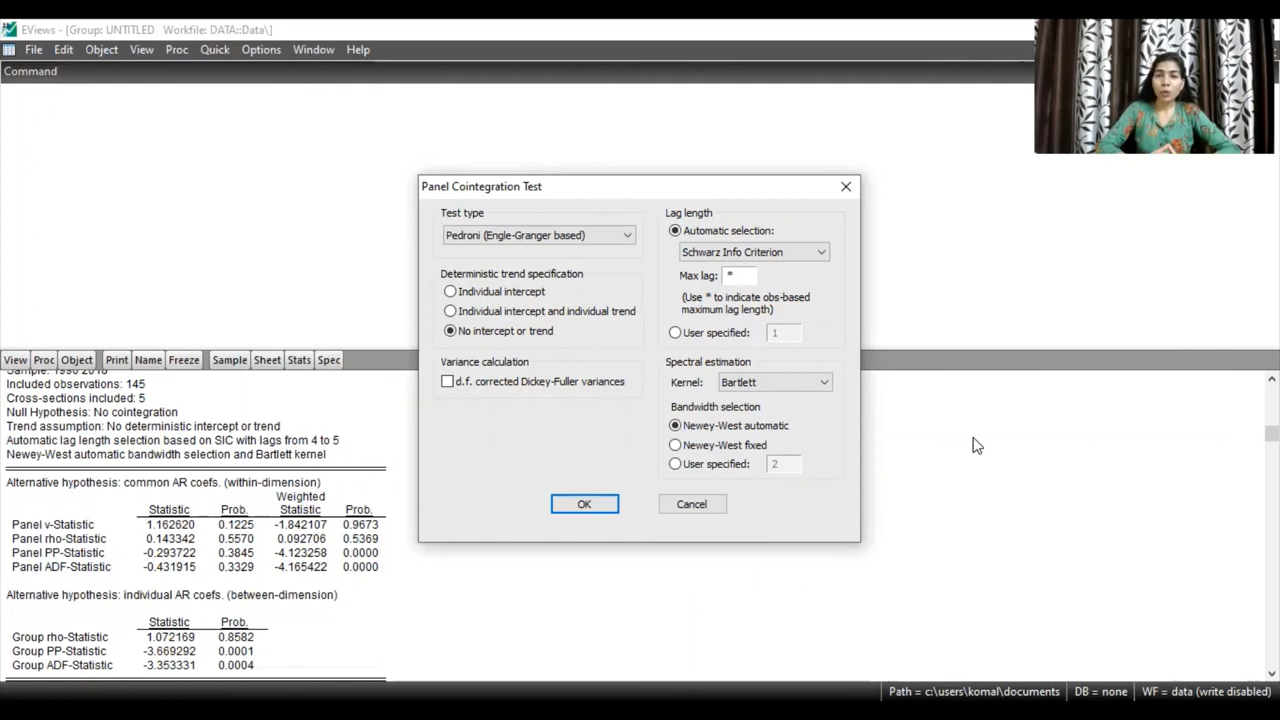 EViews - [Group: UNTITLED Workfile: DATA::Data\]
File Edit Object View Proc Quick Options Window Help
Command
Panel Cointegration Test
Test type
Pedroni (Engle-Granger based)
Deterministic trend specification
Individual intercept
Individual intercept and individual trend
No intercept or trend
Variance calculation
d.f. corrected Dickey-Fuller variances
Lag length
Automatic selection:
Schwarz Info Criterion
Max lag: *
(Use * to indicate obs-based
maximum lag length)
User specified: 1
Spectral estimation
Kernel: Bartlett
Bandwidth selection
Newey-West automatic
Newey-West fixed
User specified: 2
OK Cancel
View Proc Object Print Name Freeze Sample Sheet Stats Spec
Included observations: 145
Cross-sections included: 5
Null Hypothesis: No cointegration
Trend assumption: No deterministic intercept or trend
Automatic lag length selection based on SIC with lags from 4 to 5
Newey-West automatic bandwidth selection and Bartlett kernel
Alternative hypothesis: common AR coefs. (within-dimension)
Weighted
Statistic Prob. Statistic Prob.
Panel v-Statistic 1.162620 0.1225 -1.842107 0.9673
Panel rho-Statistic 0.143342 0.5570 0.092706 0.5369
Panel PP-Statistic -0.293722 0.3845 -4.123258 0.0000
Panel ADF-Statistic -0.431915 0.3329 -4.165422 0.0000
Alternative hypothesis: individual AR coefs. (between-dimension)
Statistic Prob.
Group rho-Statistic 1.072169 0.8582
Group PP-Statistic -3.669292 0.0001
Group ADF-Statistic -3.353331 0.0004
Path = c:\users\komal\documents DB = none WF = data (write disabled)